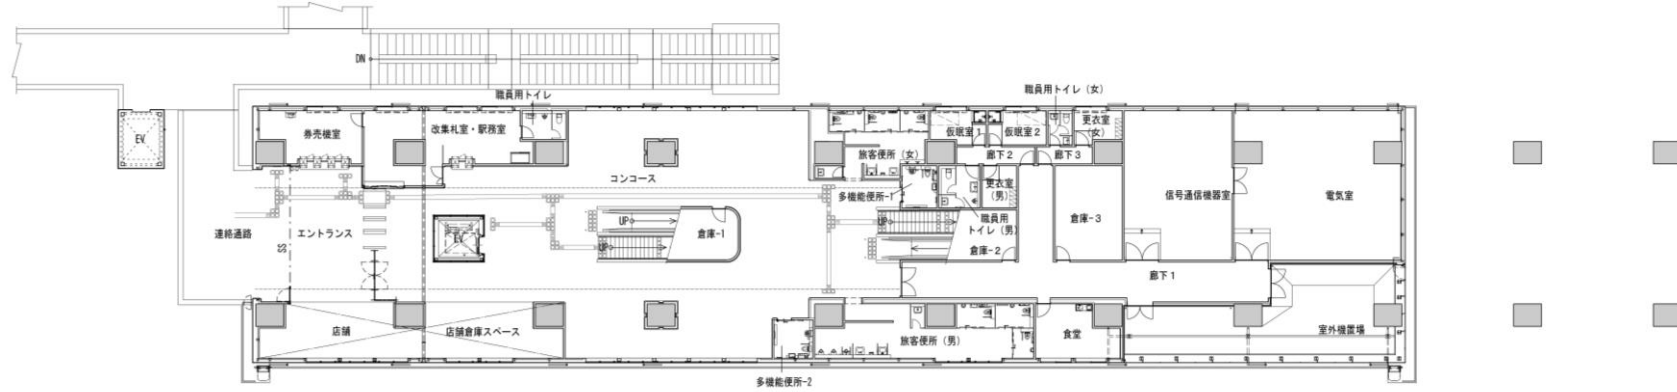 DN
職員用トイレ
職員用トイレ(女)
EV.
券売機室
改集札室・駅務室
仮眠室1
仮眠室2
更衣室
(女)
旅客便所(女)
廊下2
廊下3
コンコース
多機能便所-1
更衣室
(男)
信号通信機器室
電気室
連絡通路
SS
エントランス
UP
倉庫-1
UP
UP
職員用
トイレ(男)
倉庫-2
倉庫-3
廊下1
店舗
店舗倉庫スペース
旅客便所(男)
食堂
室外機置場
多機能便所-2